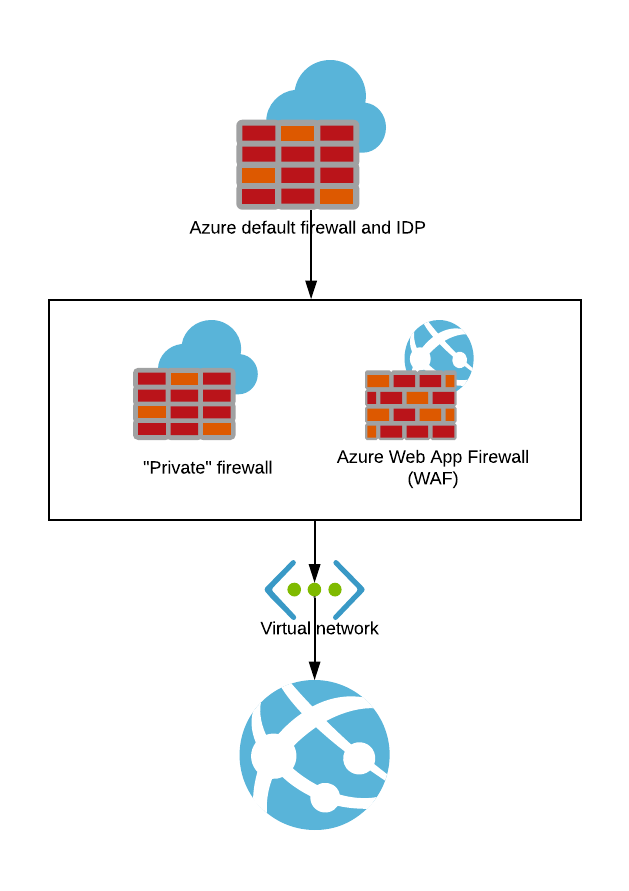 Azure default firewall and IDP
"Private" firewall
Azure Web App Firewall
(WAF)
Virtual network